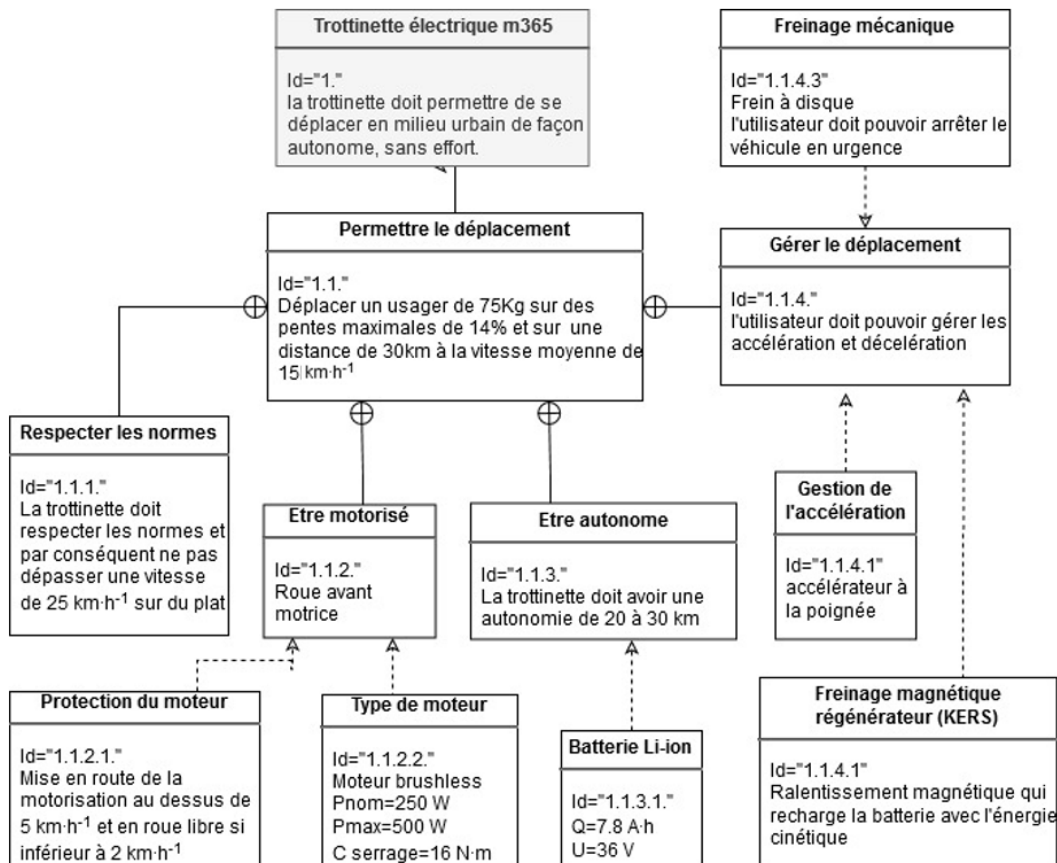 Trottinette électrique m365
Id="1."
la trottinette doit permettre de se
déplacer en milieu urbain de façon
autonome, sans effort.
Freinage mécanique
Id="1.1.4.3"
Frein à disque
l'utilisateur doit pouvoir arrêter le
véhicule en urgence
Permettre le déplacement
Id="1.1."
Déplacer un usager de 75Kg sur des
pentes maximales de 14% et sur une
distance de 30km à la vitesse moyenne de
15 km·h-1
Gérer le déplacement
Id="1.1.4."
l'utilisateur doit pouvoir gérer les
accélération et décelération
Respecter les normes
Id="1.1.1."
La trottinette doit
respecter les normes et
par conséquent ne pas
dépasser une vitesse
de 25 km·h-1 sur du plat
Etre motorisé
Id="1.1.2."
Roue avant
motrice
Etre autonome
Id="1.1.3."
La trottinette doit avoir une
autonomie de 20 à 30 km
Gestion de
l'accélération
Id="1.1.4.1"
accélérateur à
la poignée
Protection du moteur
Id="1.1.2.1."
Mise en route de la
motorisation au dessus de
5 km·h-1 et en roue libre si
inférieur à 2 km·h-1
Type de moteur
Id="1.1.2.2."
Moteur brushless
Pnom=250 W
Pmax=500 W
C serrage=16 N·m
Batterie Li-ion
Id="1.1.3.1."
Q=7.8 A·h
U=36 V
Freinage magnétique
régénérateur (KERS)
Id="1.1.4.1"
Ralentissement magnétique qui
recharge la batterie avec l'énergie
cinétique